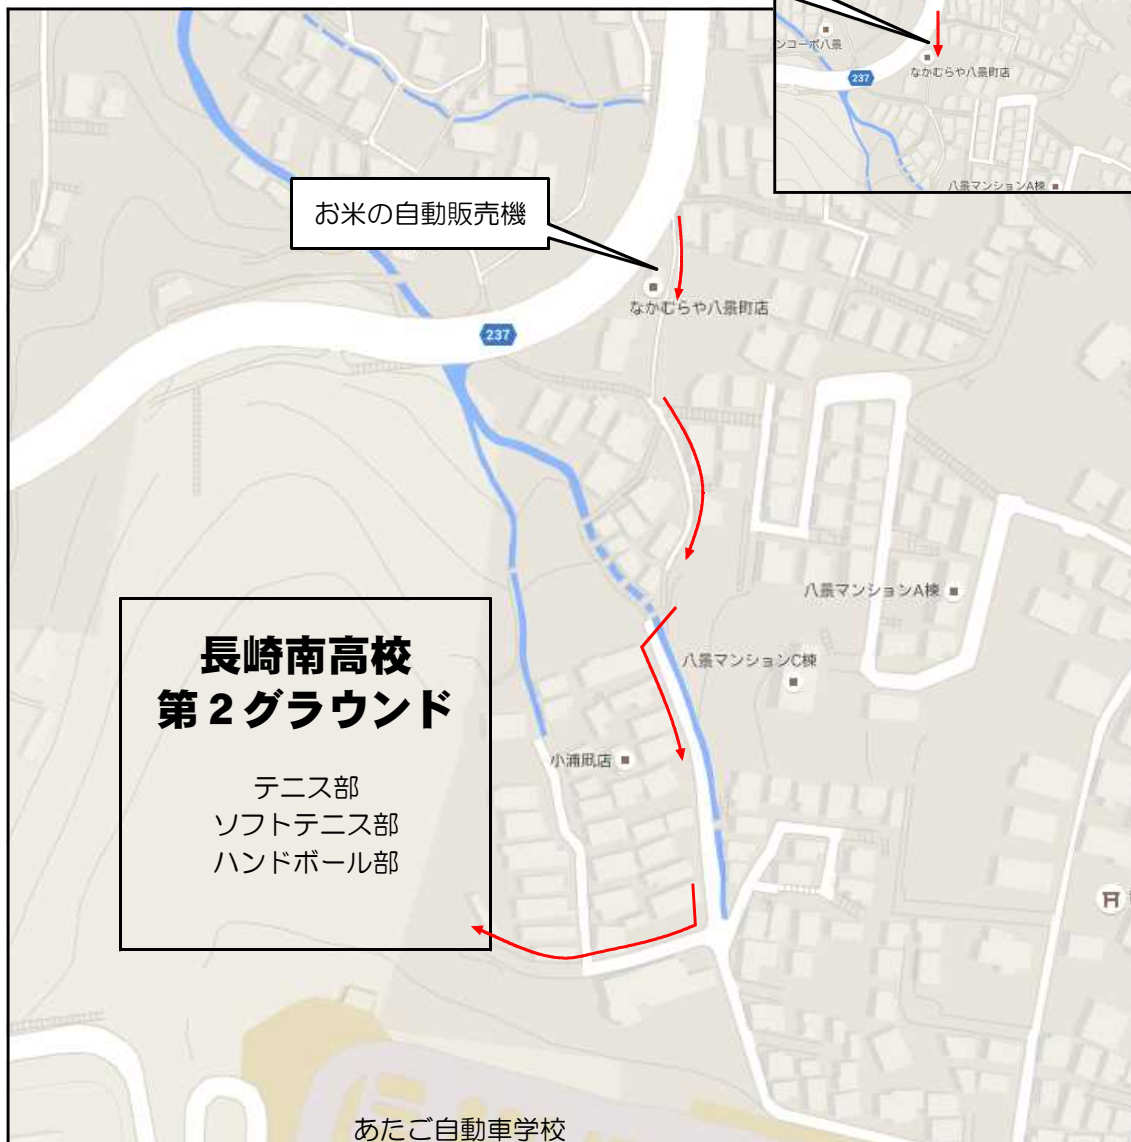 ンコーポ八景
なかむらや八景町店
237
八景マンションA棟
お米の自動販売機
なかむらや八景町店
237
八景マンションA棟
八景マンションC棟
長崎南高校
第2グラウンド
小浦凧店
テニス部
ソフトテニス部
ハンドボール部
あたご自動車学校